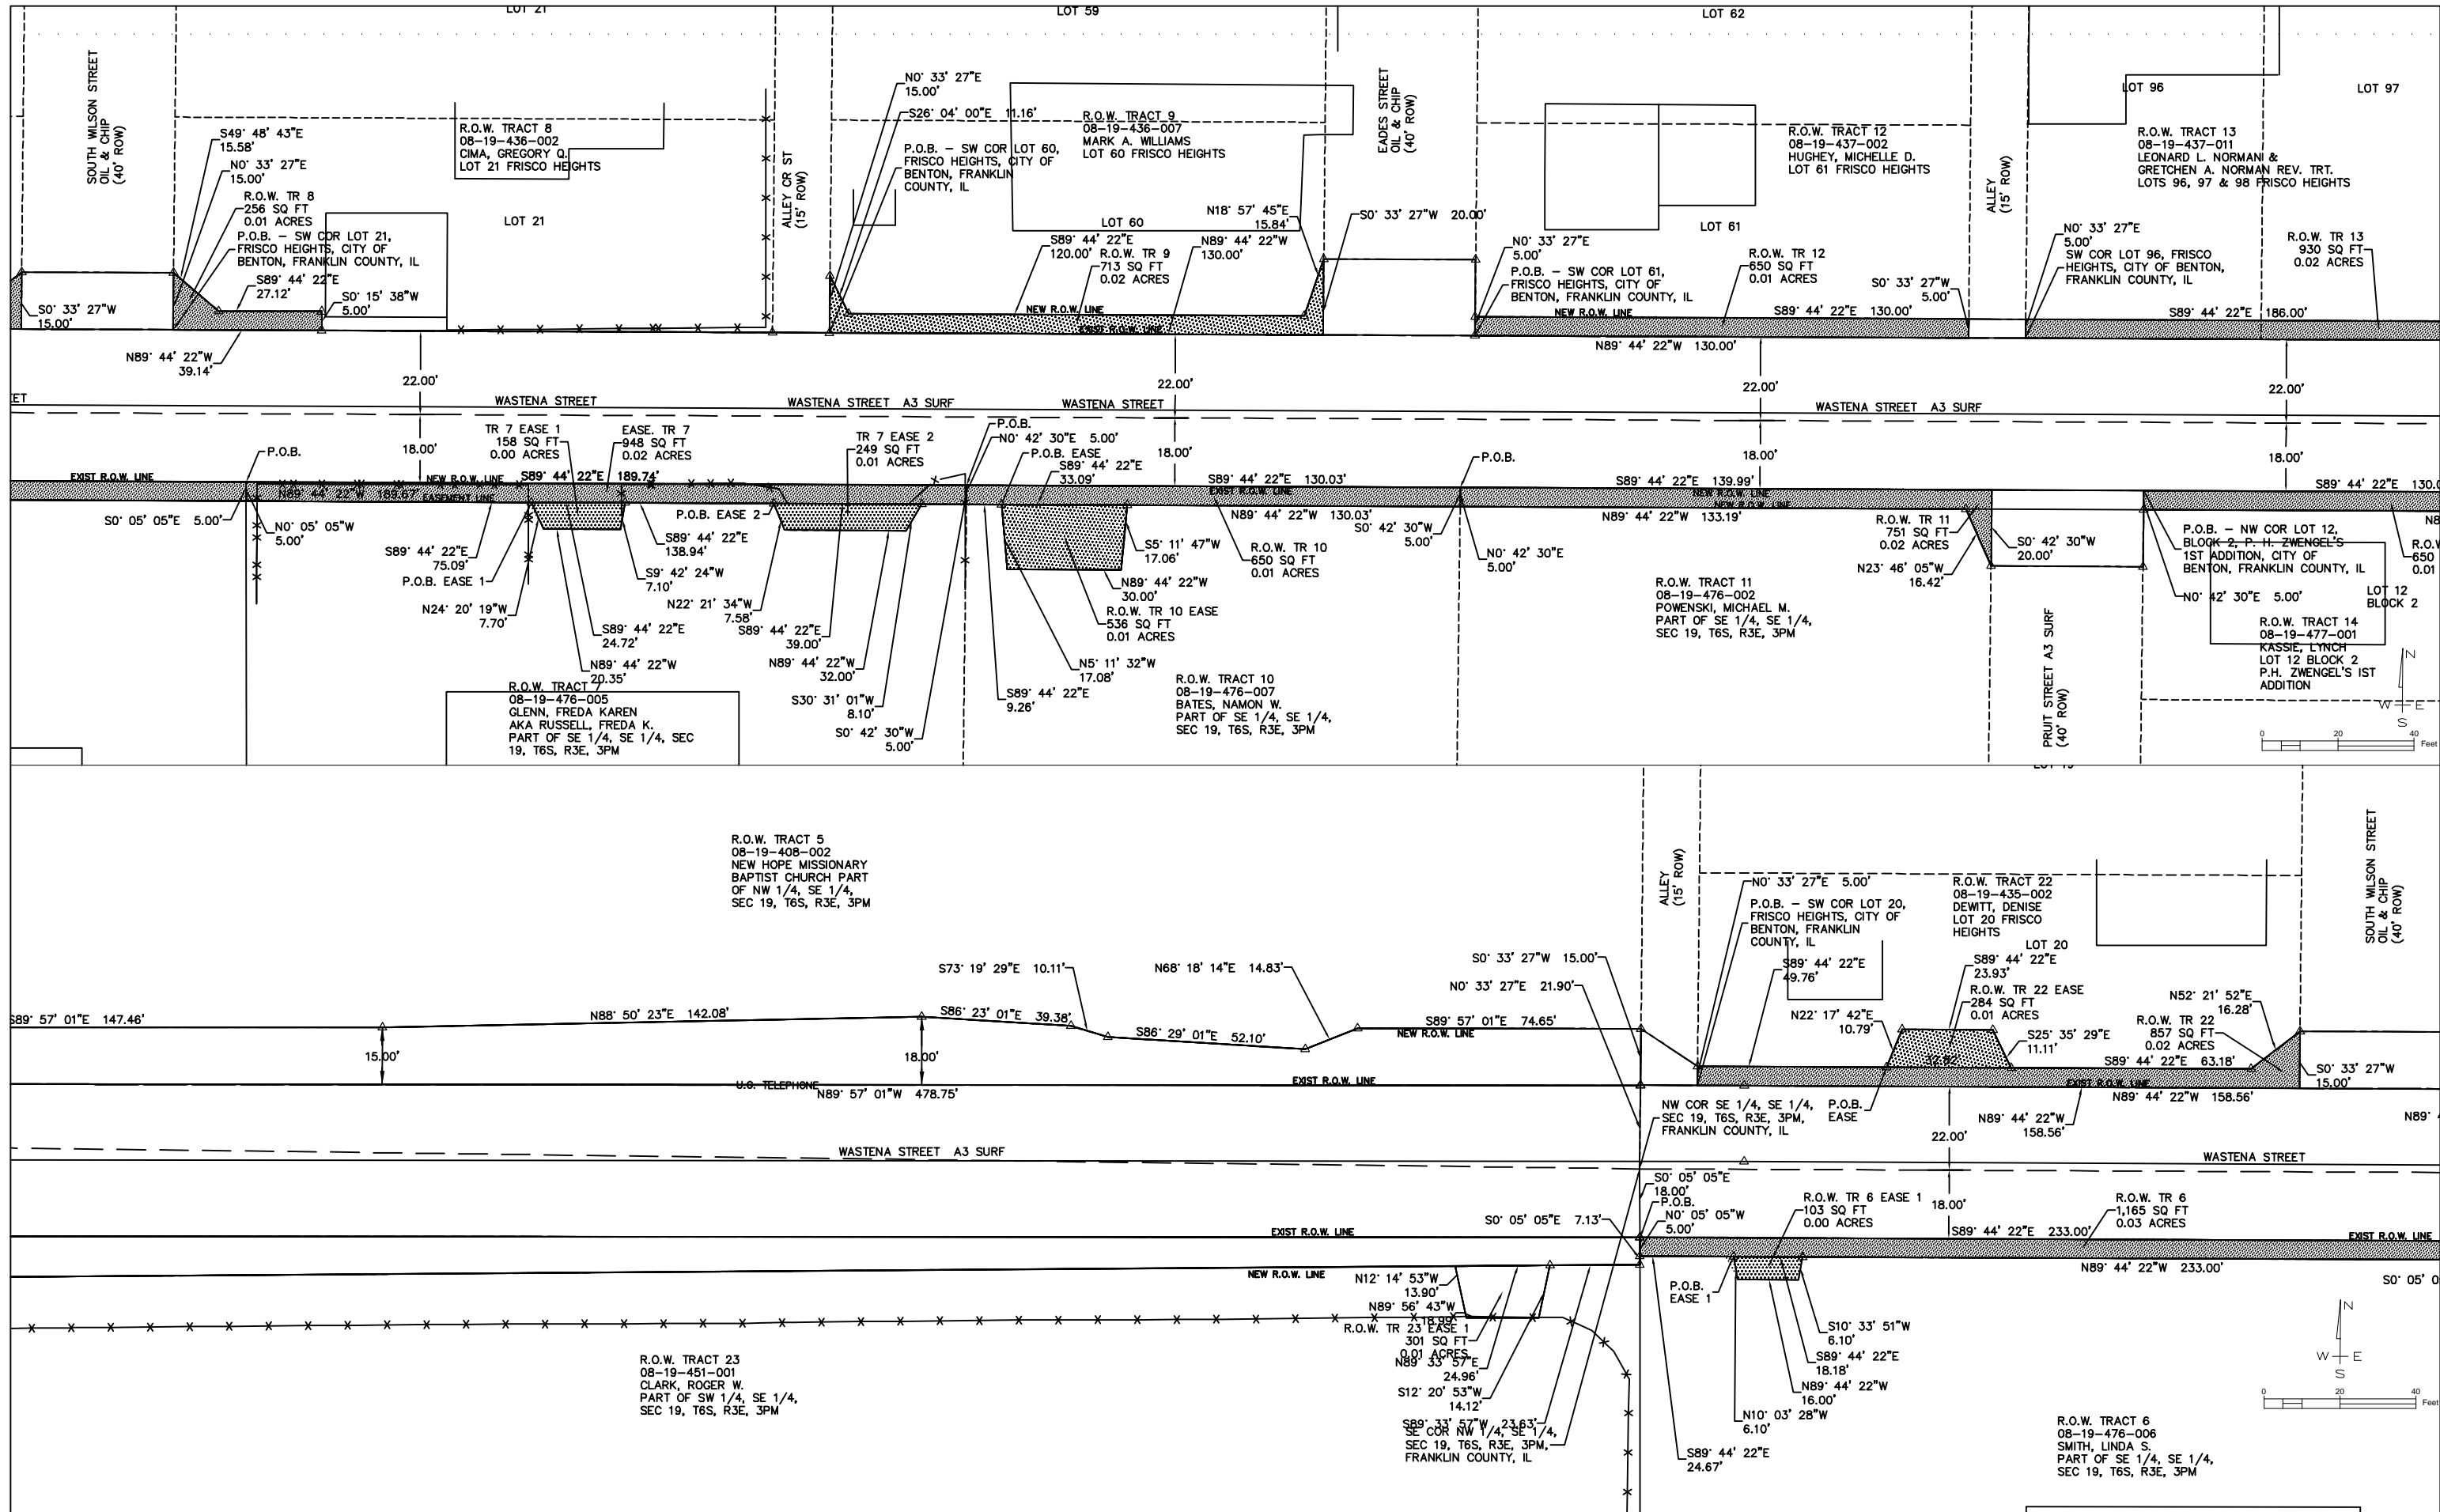 LOT 21
LOT 59
LOT 62
SOUTH WILSON STREET
OIL & CHIP
(40' ROW)
S49° 48' 43"E
15.58'
N0° 33' 27"E
15.00'
R.O.W. TR 8
256 SQ FT
0.01 ACRES
P.O.B. – SW COR LOT 21,
FRISCO HEIGHTS, CITY OF
BENTON, FRANKLIN COUNTY, IL
S89° 44' 22"E
27.12'
S0° 15' 38"W
5.00'
S0° 33' 27"W
15.00'
N89° 44' 22"W
39.14'
R.O.W. TRACT 8
08-19-436-002
CIMA, GREGORY Q.
LOT 21 FRISCO HEIGHTS
LOT 21
ALLEY CR ST
(15' ROW)
N0° 33' 27"E
15.00'
S26° 04' 00"E 11.16'
P.O.B. – SW COR LOT 60,
FRISCO HEIGHTS, CITY OF
BENTON, FRANKLIN
COUNTY, IL
R.O.W. TRACT 9
08-19-436-007
MARK A. WILLIAMS
LOT 60 FRISCO HEIGHTS
LOT 60
N18° 57' 45"E
15.84'
S89° 44' 22"E
120.00'
R.O.W. TR 9
713 SQ FT
0.02 ACRES
N89° 44' 22"W
130.00'
NEW R.O.W. LINE
EXIST R.O.W. LINE
EADES STREET
OIL & CHIP
(40' ROW)
S0° 33' 27"W 20.00'
N0° 33' 27"E
5.00'
P.O.B. – SW COR LOT 61,
FRISCO HEIGHTS, CITY OF
BENTON, FRANKLIN COUNTY, IL
LOT 61
R.O.W. TRACT 12
08-19-437-002
HUGHEY, MICHELLE D.
LOT 61 FRISCO HEIGHTS
R.O.W. TR 12
650 SQ FT
0.01 ACRES
S0° 33' 27"W
5.00'
NEW R.O.W. LINE
S89° 44' 22"E 130.00'
N89° 44' 22"W 130.00'
ALLEY
(15' ROW)
LOT 96
LOT 97
R.O.W. TRACT 13
08-19-437-011
LEONARD L. NORMAN &
GRETCHEN A. NORMAN REV. TRT.
LOTS 96, 97 & 98 FRISCO HEIGHTS
N0° 33' 27"E
5.00'
SW COR LOT 96, FRISCO
HEIGHTS, CITY OF BENTON,
FRANKLIN COUNTY, IL
R.O.W. TR 13
930 SQ FT
0.02 ACRES
S89° 44' 22"E 186.00'
22.00'
22.00'
22.00'
22.00'
EET
WASTENA STREET
WASTENA STREET A3 SURF
WASTENA STREET
WASTENA STREET A3 SURF
18.00'
18.00'
18.00'
18.00'
P.O.B.
EXIST R.O.W. LINE
NEW R.O.W. LINE
N89° 44' 22"W 189.67'
EASEMENT LINE
S89° 44' 22"E 189.74'
S0° 05' 05"E 5.00'
N0° 05' 05"W
5.00'
TR 7 EASE 1
158 SQ FT
0.00 ACRES
EASE. TR 7
948 SQ FT
0.02 ACRES
TR 7 EASE 2
249 SQ FT
0.01 ACRES
S89° 44' 22"E
75.09'
P.O.B. EASE 1
N24° 20' 19"W
7.70'
P.O.B. EASE 2
S89° 44' 22"E
138.94'
S9° 42' 24"W
7.10'
N22° 21' 34"W
7.58'
S89° 44' 22"E
24.72'
N89° 44' 22"W
20.35'
S89° 44' 22"E
39.00'
N89° 44' 22"W
32.00'
S30° 31' 01"W
8.10'
S0° 42' 30"W
5.00'
R.O.W. TRACT 7
08-19-476-005
GLENN, FREDA KAREN
AKA RUSSELL, FREDA K.
PART OF SE 1/4, SE 1/4, SEC
19, T6S, R3E, 3PM
P.O.B.
N0° 42' 30"E 5.00'
P.O.B. EASE
S89° 44' 22"E
33.09'
S89° 44' 22"E 130.03'
EXIST R.O.W. LINE
N89° 44' 22"W 130.03'
S5° 11' 47"W
17.06'
R.O.W. TR 10
650 SQ FT
0.01 ACRES
N89° 44' 22"W
30.00'
R.O.W. TR 10 EASE
536 SQ FT
0.01 ACRES
N5° 11' 32"W
17.08'
S89° 44' 22"E
9.26'
R.O.W. TRACT 10
08-19-476-007
BATES, NAMON W.
PART OF SE 1/4, SE 1/4,
SEC 19, T6S, R3E, 3PM
P.O.B.
S0° 42' 30"W
5.00'
N0° 42' 30"E
5.00'
S89° 44' 22"E 139.99'
NEW R.O.W. LINE
NEW R.O.W. LINE
N89° 44' 22"W 133.19'
R.O.W. TR 11
751 SQ FT
0.02 ACRES
N23° 46' 05"W
16.42'
S0° 42' 30"W
20.00'
R.O.W. TRACT 11
08-19-476-002
POWENSKI, MICHAEL M.
PART OF SE 1/4, SE 1/4,
SEC 19, T6S, R3E, 3PM
PRUIT STREET A3 SURF
(40' ROW)
S89° 44' 22"E 130.0
P.O.B. – NW COR LOT 12,
BLOCK 2, P. H. ZWENGEL'S
1ST ADDITION, CITY OF
BENTON, FRANKLIN COUNTY, IL
N0° 42' 30"E 5.00'
N8
R.O.W
650
0.01
LOT 12
BLOCK 2
R.O.W. TRACT 14
08-19-477-001
KASSIE, LYNCH
LOT 12 BLOCK 2
P.H. ZWENGEL'S IST
ADDITION
N
W E
S
0 20 40 Feet
LOT 19
R.O.W. TRACT 5
08-19-408-002
NEW HOPE MISSIONARY
BAPTIST CHURCH PART
OF NW 1/4, SE 1/4,
SEC 19, T6S, R3E, 3PM
S89° 57' 01"E 147.46'
N88° 50' 23"E 142.08'
S86° 23' 01"E 39.38'
S73° 19' 29"E 10.11'
S86° 29' 01"E 52.10'
N68° 18' 14"E 14.83'
S89° 57' 01"E 74.65'
NEW R.O.W. LINE
S0° 33' 27"W 15.00'
N0° 33' 27"E 21.90'
15.00'
18.00'
U.G. TELEPHONE
N89° 57' 01"W 478.75'
EXIST R.O.W. LINE
ALLEY
(15' ROW)
N0° 33' 27"E 5.00'
P.O.B. – SW COR LOT 20,
FRISCO HEIGHTS, CITY OF
BENTON, FRANKLIN
COUNTY, IL
R.O.W. TRACT 22
08-19-435-002
DEWITT, DENISE
LOT 20 FRISCO
HEIGHTS
LOT 20
S89° 44' 22"E
49.76'
S89° 44' 22"E
23.93'
R.O.W. TR 22 EASE
284 SQ FT
0.01 ACRES
N22° 17' 42"E
10.79'
S25° 35' 29"E
11.11'
32.82'
N52° 21' 52"E
16.28'
R.O.W. TR 22
857 SQ FT
0.02 ACRES
S89° 44' 22"E 63.18'
S0° 33' 27"W
15.00'
SOUTH WILSON STREET
OIL & CHIP
(40' ROW)
EXIST R.O.W. LINE
N89° 44' 22"W 158.56'
N89° 44' 22"W
158.56'
N89° 4
NW COR SE 1/4, SE 1/4,
SEC 19, T6S, R3E, 3PM,
FRANKLIN COUNTY, IL
P.O.B.
EASE
22.00'
WASTENA STREET A3 SURF
WASTENA STREET
S0° 05' 05"E
18.00'
P.O.B.
N0° 05' 05"W
5.00'
S0° 05' 05"E 7.13'
R.O.W. TR 6 EASE 1
103 SQ FT
0.00 ACRES
18.00'
R.O.W. TR 6
1,165 SQ FT
0.03 ACRES
EXIST R.O.W. LINE
S89° 44' 22"E 233.00'
EXIST R.O.W. LINE
N89° 44' 22"W 233.00'
S0° 05' 0
NEW R.O.W. LINE
N12° 14' 53"W
13.90'
N89° 56' 43"W
18.99'
R.O.W. TR 23 EASE 1
301 SQ FT
0.01 ACRES
N89° 33' 57"E
24.96'
S12° 20' 53"W
14.12'
S89° 33' 57"W 23.63'
SE COR NW 1/4, SE 1/4,
SEC 19, T6S, R3E, 3PM,
FRANKLIN COUNTY, IL
P.O.B.
EASE 1
S10° 33' 51"W
6.10'
S89° 44' 22"E
18.18'
N89° 44' 22"W
16.00'
N10° 03' 28"W
6.10'
S89° 44' 22"E
24.67'
R.O.W. TRACT 23
08-19-451-001
CLARK, ROGER W.
PART OF SW 1/4, SE 1/4,
SEC 19, T6S, R3E, 3PM
N
W E
S
0 20 40 Feet
R.O.W. TRACT 6
08-19-476-006
SMITH, LINDA S.
PART OF SE 1/4, SE 1/4,
SEC 19, T6S, R3E, 3PM